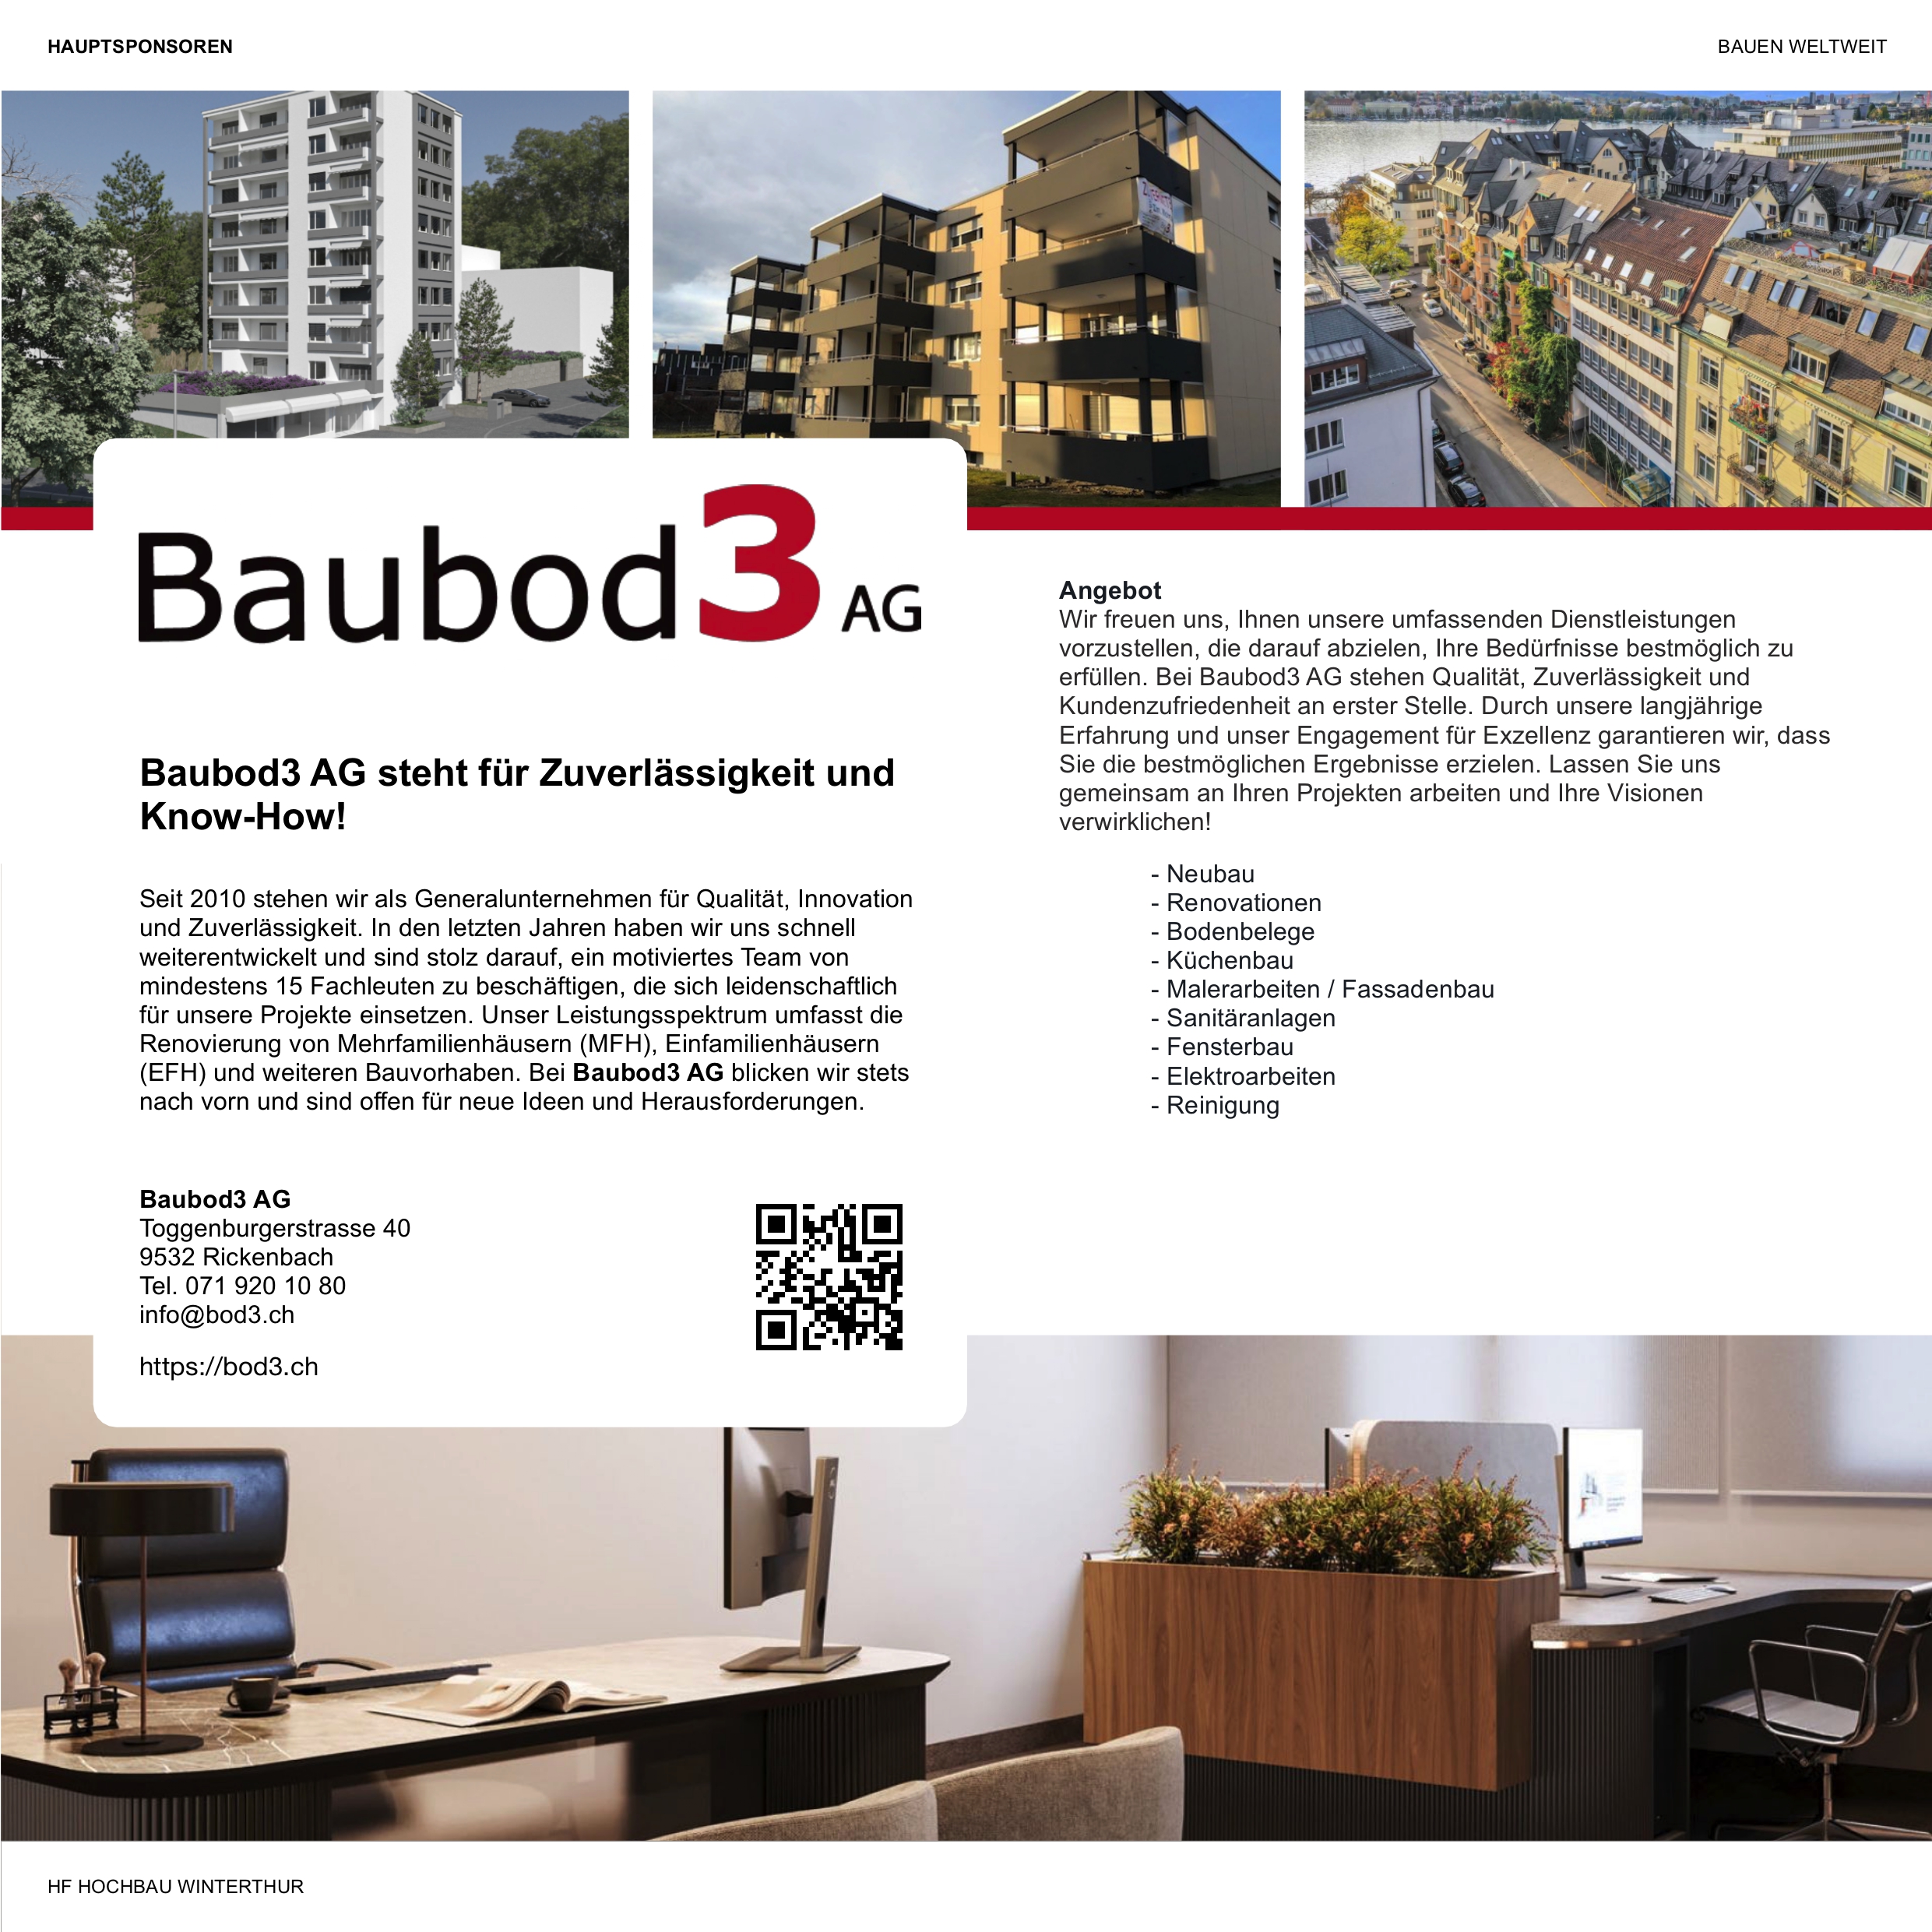 HAUPTSPONSOREN
BAUEN WELTWEIT
Baubod3 AG
Baubod3 AG steht für Zuverlässigkeit und
Know-How!
Seit 2010 stehen wir als Generalunternehmen für Qualität, Innovation
und Zuverlässigkeit. In den letzten Jahren haben wir uns schnell
weiterentwickelt und sind stolz darauf, ein motiviertes Team von
mindestens 15 Fachleuten zu beschäftigen, die sich leidenschaftlich
für unsere Projekte einsetzen. Unser Leistungsspektrum umfasst die
Renovierung von Mehrfamilienhäusern (MFH), Einfamilienhäusern
(EFH) und weiteren Bauvorhaben. Bei Baubod3 AG blicken wir stets
nach vorn und sind offen für neue Ideen und Herausforderungen.
Baubod3 AG
Toggenburgerstrasse 40
9532 Rickenbach
Tel. 071 920 10 80
info@bod3.ch
https://bod3.ch
Angebot
Wir freuen uns, Ihnen unsere umfassenden Dienstleistungen
vorzustellen, die darauf abzielen, Ihre Bedürfnisse bestmöglich zu
erfüllen. Bei Baubod3 AG stehen Qualität, Zuverlässigkeit und
Kundenzufriedenheit an erster Stelle. Durch unsere langjährige
Erfahrung und unser Engagement für Exzellenz garantieren wir, dass
Sie die bestmöglichen Ergebnisse erzielen. Lassen Sie uns
gemeinsam an Ihren Projekten arbeiten und Ihre Visionen
verwirklichen!
- Neubau
- Renovationen
- Bodenbelege
- Küchenbau
- Malerarbeiten / Fassadenbau
- Sanitäranlagen
- Fensterbau
- Elektroarbeiten
- Reinigung
HF HOCHBAU WINTERTHUR